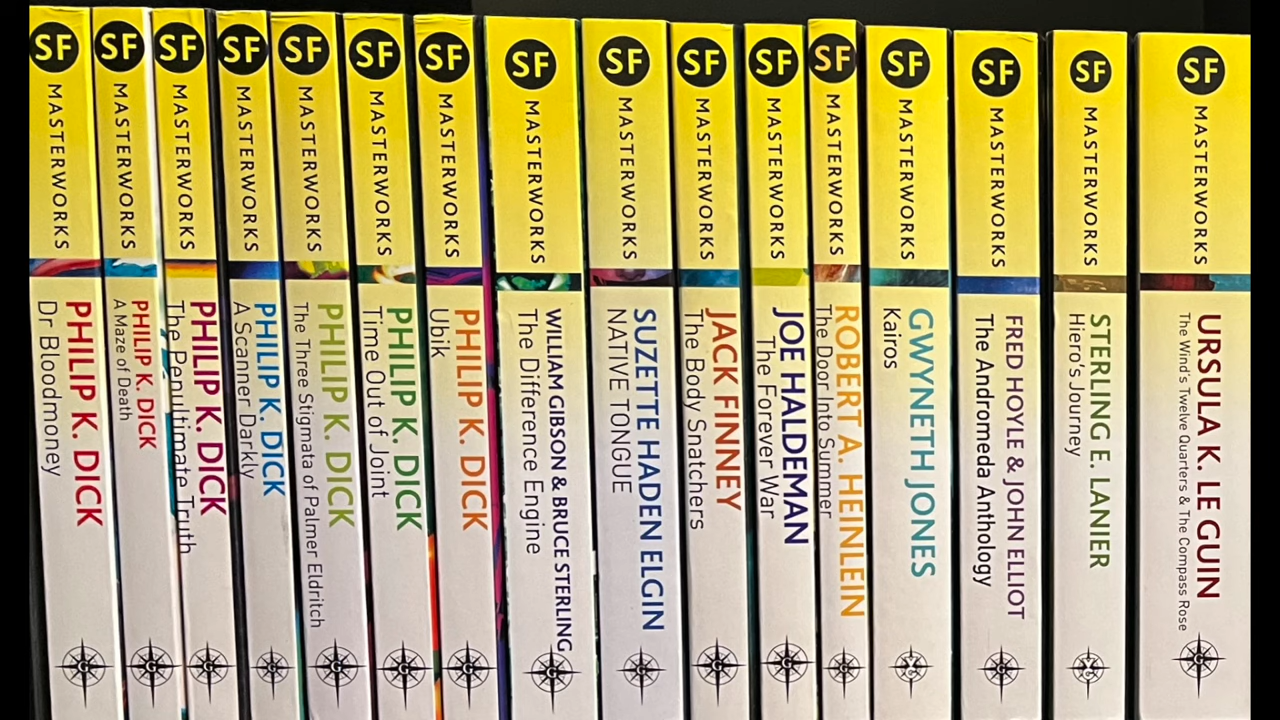 SF MASTERWORKS
PHILIP K. DICK
Dr Bloodmoney
SF MASTERWORKS
PHILIP K. DICK
A Maze of Death
SF MASTERWORKS
PHILIP K. DICK
The Penultimate Truth
SF MASTERWORKS
PHILIP K. DICK
A Scanner Darkly
SF MASTERWORKS
PHILIP K. DICK
The Three Stigmata of Palmer Eldritch
SF MASTERWORKS
PHILIP K. DICK
Time Out of Joint
SF MASTERWORKS
PHILIP K. DICK
Ubik
SF MASTERWORKS
WILLIAM GIBSON & BRUCE STERLING
The Difference Engine
SF MASTERWORKS
SUZETTE HADEN ELGIN
NATIVE TONGUE
SF MASTERWORKS
JACK FINNEY
The Body Snatchers
SF MASTERWORKS
JOE HALDEMAN
The Forever War
SF MASTERWORKS
ROBERT A. HEINLEIN
The Door Into Summer
SF MASTERWORKS
GWYNETH JONES
Kairos
SF MASTERWORKS
FRED HOYLE & JOHN ELLIOT
The Andromeda Anthology
SF MASTERWORKS
STERLING E. LANIER
Hiero's Journey
SF MASTERWORKS
URSULA K. LE GUIN
The Wind's Twelve Quarters & The Compass Rose